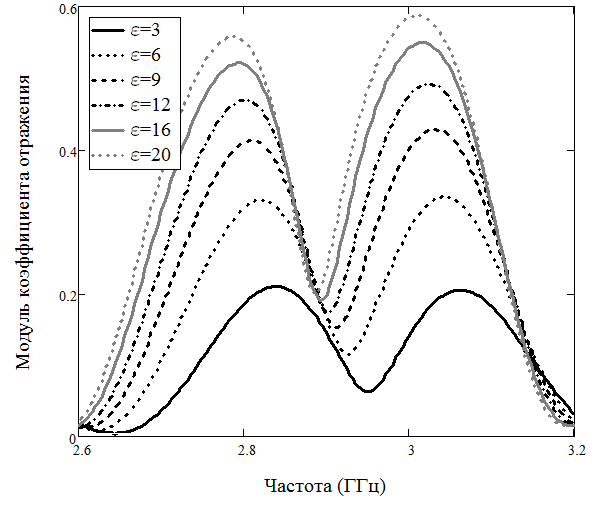 0.6
ε=3
ε=6
ε=9
ε=12
ε=16
ε=20
0.4
0.2
0
2.6
2.8
3
3.2
Модуль коэффициента отражения
Частота (ГГц)